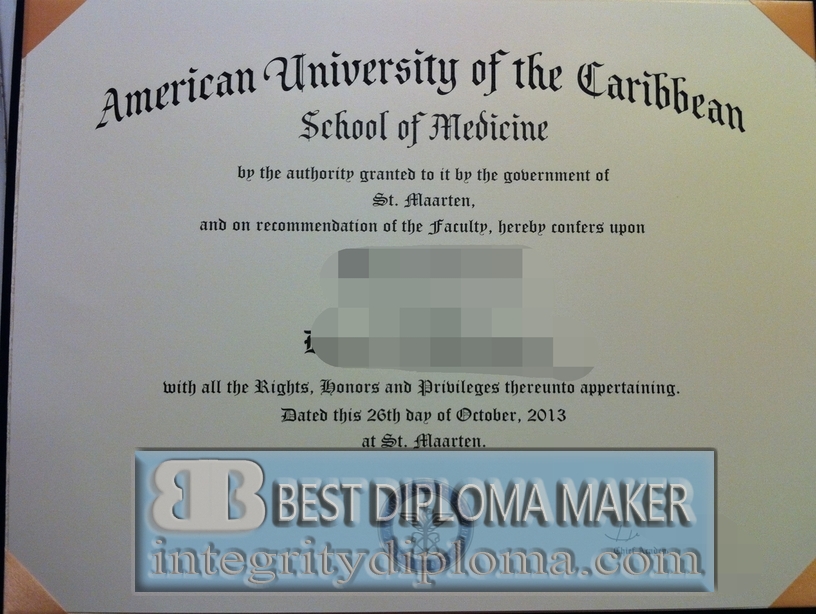 American University of the Caribbean
School of Medicine
by the authority granted to it by the government of
St. Maarten,
and on recommendation of the Faculty, hereby confers upon
with all the Rights, Honors and Privileges thereunto appertaining.
Dated this 26th day of October, 2013
at St. Maarten.
BB BEST DIPLOMA MAKER
integritydiploma.com